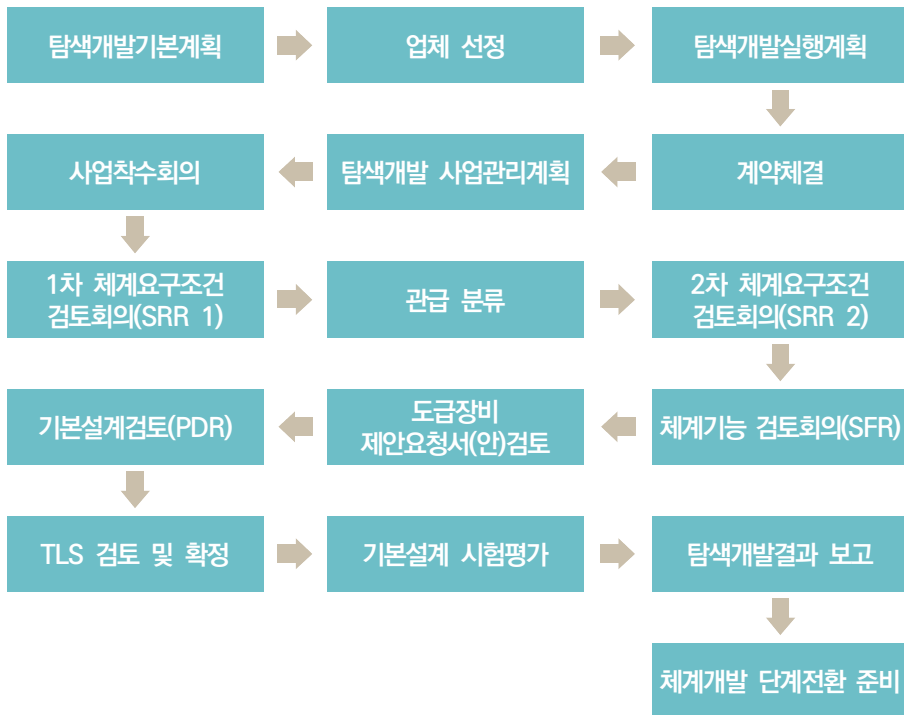 탐색개발기본계획
업체 선정
탐색개발실행계획
계약체결
탐색개발 사업관리계획
사업착수회의
1차 체계요구조건
검토회의(SRR 1)
관급 분류
2차 체계요구조건
검토회의(SRR 2)
체계기능 검토회의(SFR)
도급장비
제안요청서(안)검토
기본설계검토(PDR)
TLS 검토 및 확정
기본설계 시험평가
탐색개발결과 보고
체계개발 단계전환 준비